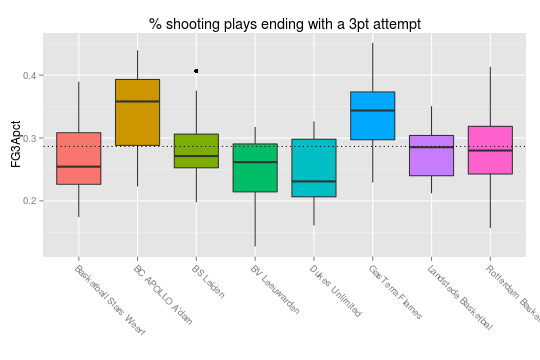 % shooting plays ending with a 3pt attempt
FG3Apct
0.4
0.3
0.2
Basketball Stars Weert
BC APOLLO A'dam
BS Leiden
BV Leeuwarden
Dukes Unlimited
GasTerra Flames
Landstede Basketbal
Rotterdam Baske